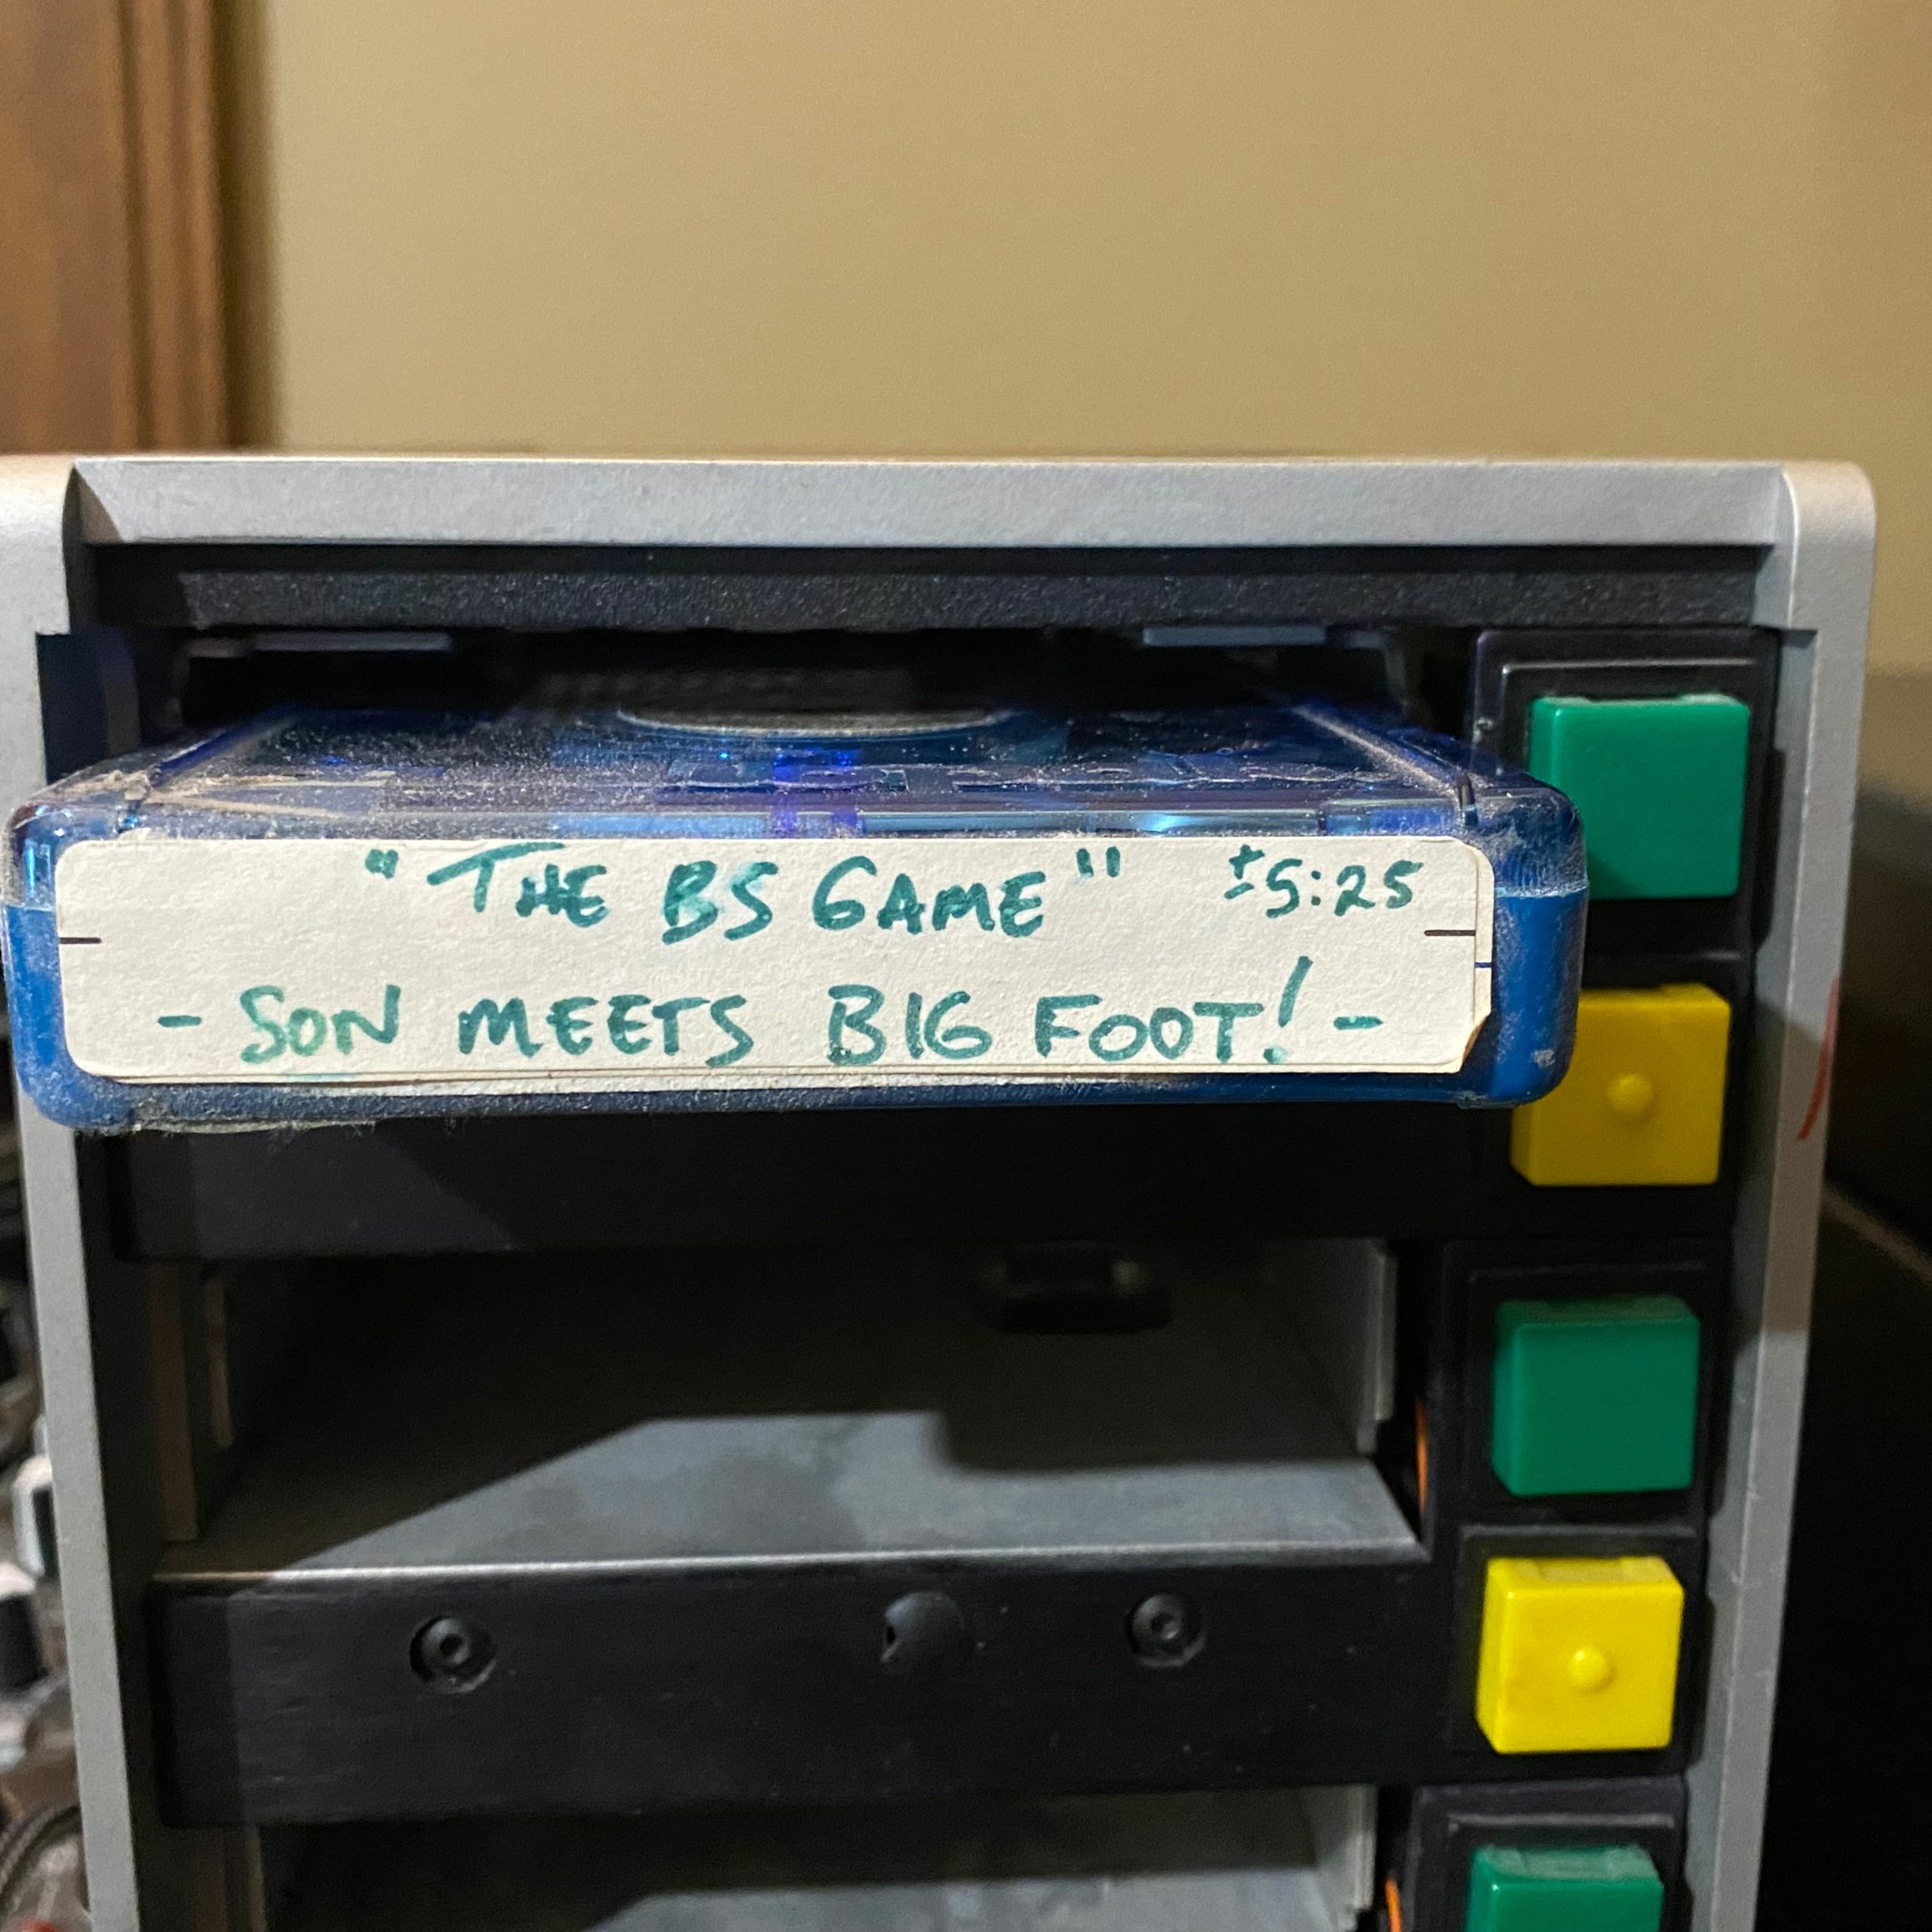 "THE BS GAME" ±5:25
- SON MEETS BIG FOOT! -